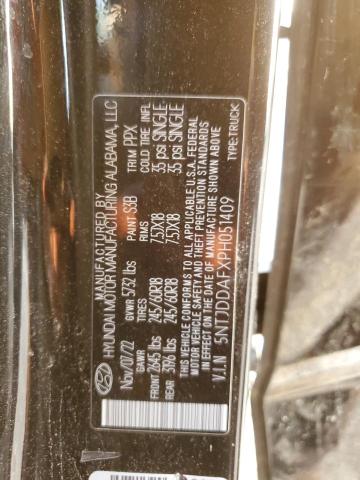 MANUFACTURED BY
HYUNDAI MOTOR MANUFACTURING ALABAMA, LLC
Nov/07/22 GVWR 5732 lbs PAINT S3B TRIM PPX
GAWR TIRES RIMS COLD TIRE INFL
FRONT 2645 lbs 245/60R18 7.5JX18 35 psi SINGLE
REAR 3196 lbs 245/60R18 7.5JX18 35 psi SINGLE
THIS VEHICLE CONFORMS TO ALL APPLICABLE U.S.A. FEDERAL
MOTOR VEHICLE SAFETY AND THEFT PREVENTION STANDARDS
IN EFFECT ON THE DATE OF MANUFACTURE SHOWN ABOVE
V.I.N 5NTJDDAFXPH051409 TYPE:TRUCK